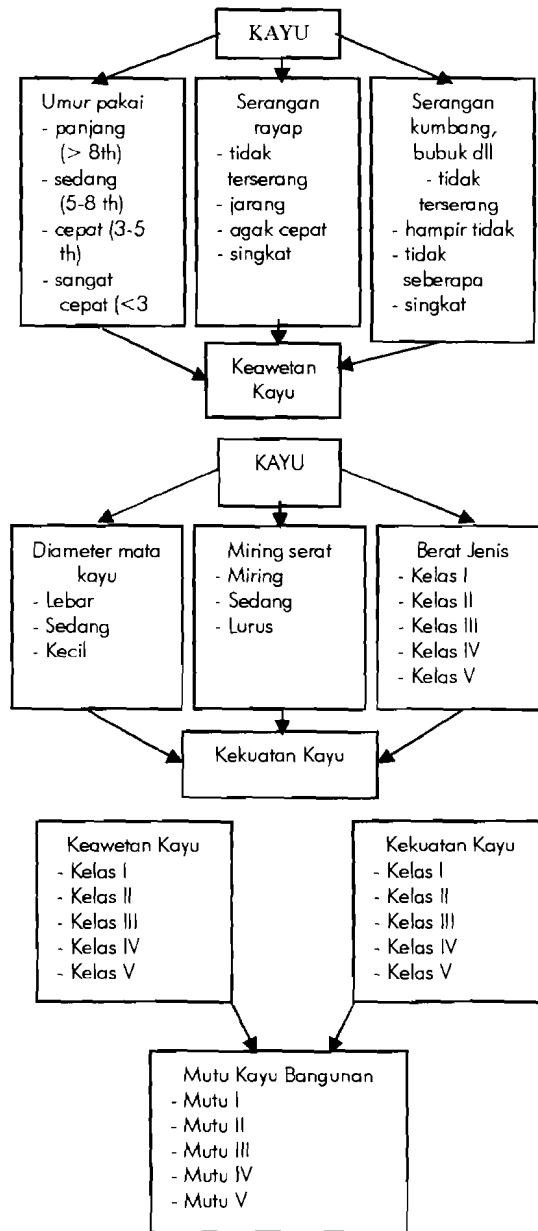 KAYU
Umur pakai
- panjang
(> 8th)
- sedang
(5-8 th)
- cepat (3-5
th)
- sangat
cepat (<3
Serangan
rayap
- tidak
terserang
- jarang
- agak cepat
- singkat
Serangan
kumbang,
bubuk dll
- tidak
terserang
- hampir tidak
- tidak
seberapa
- singkat
Keawetan
Kayu
KAYU
Diameter mata
kayu
- Lebar
- Sedang
- Kecil
Miring serat
- Miring
- Sedang
- Lurus
Berat Jenis
- Kelas I
- Kelas II
- Kelas III
- Kelas IV
- Kelas V
Kekuatan Kayu
Keawetan Kayu
- Kelas I
- Kelas II
- Kelas III
- Kelas IV
- Kelas V
Kekuatan Kayu
- Kelas I
- Kelas II
- Kelas III
- Kelas IV
- Kelas V
Mutu Kayu Bangunan
- Mutu I
- Mutu II
- Mutu III
- Mutu IV
- Mutu V